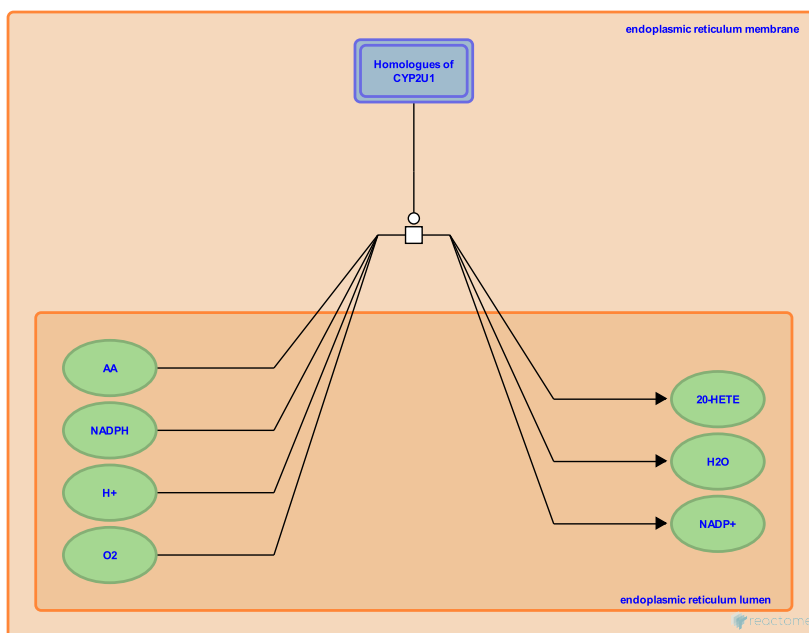 endoplasmic reticulum membrane
Homologues of
CYP2U1
AA
NADPH
H+
O2
20-HETE
H2O
NADP+
endoplasmic reticulum lumen
reactome